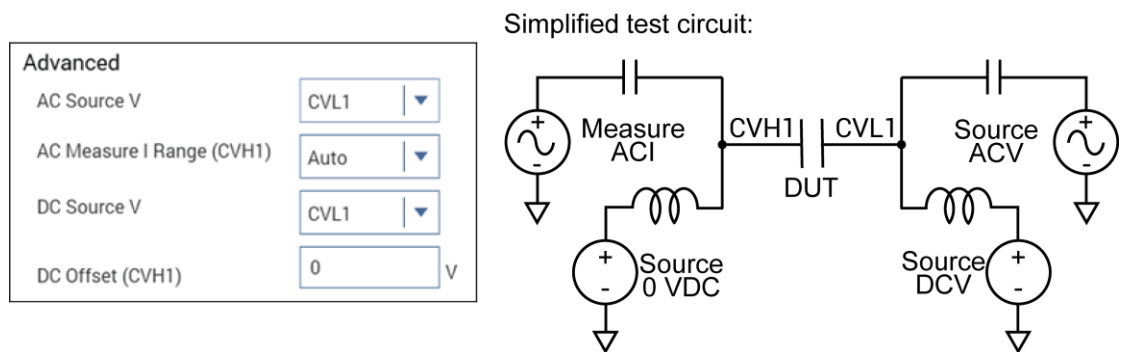 Simplified test circuit:
Advanced
AC Source V
CVL1
AC Measure I Range (CVH1)
Auto
DC Source V
CVL1
DC Offset (CVH1)
0
V
+
-
Measure
ACI
CVH1
CVL1
DUT
Source
ACV
+
-
+
-
Source
0 VDC
Source
DCV
+
-